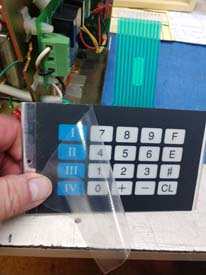 I 7 8 9 F
II 4 5 6 E
III 1 2 3 #
IV 0 + - CL